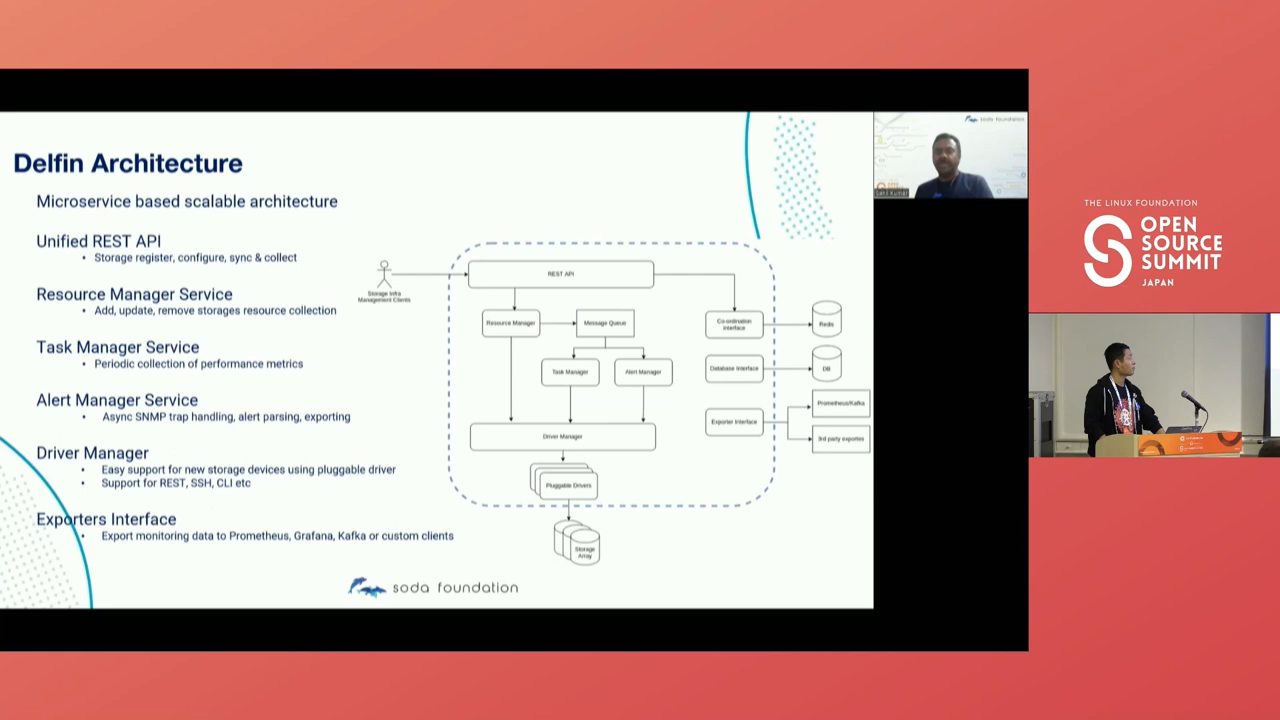 Delfin Architecture
Microservice based scalable architecture
Unified REST API
• Storage register, configure, sync & collect
Resource Manager Service
• Add, update, remove storages resource collection
Task Manager Service
• Periodic collection of performance metrics
Alert Manager Service
• Async SNMP trap handling, alert parsing, exporting
Driver Manager
• Easy support for new storage devices using pluggable driver
• Support for REST, SSH, CLI etc
Exporters Interface
• Export monitoring data to Prometheus, Grafana, Kafka or custom clients
Storage Infra
Management Clients
REST API
Resource Manager
Message Queue
Task Manager
Alert Manager
Driver Manager
Pluggable Drivers
Storage
Array
Co-ordination
Interface
Redis
Database Interface
DB
Exporter Interface
Prometheus/Kafka
3rd party exportes
soda foundation
soda foundation
THE LINUX FOUNDATION
OPEN
SOURCE
SUMMIT
JAPAN